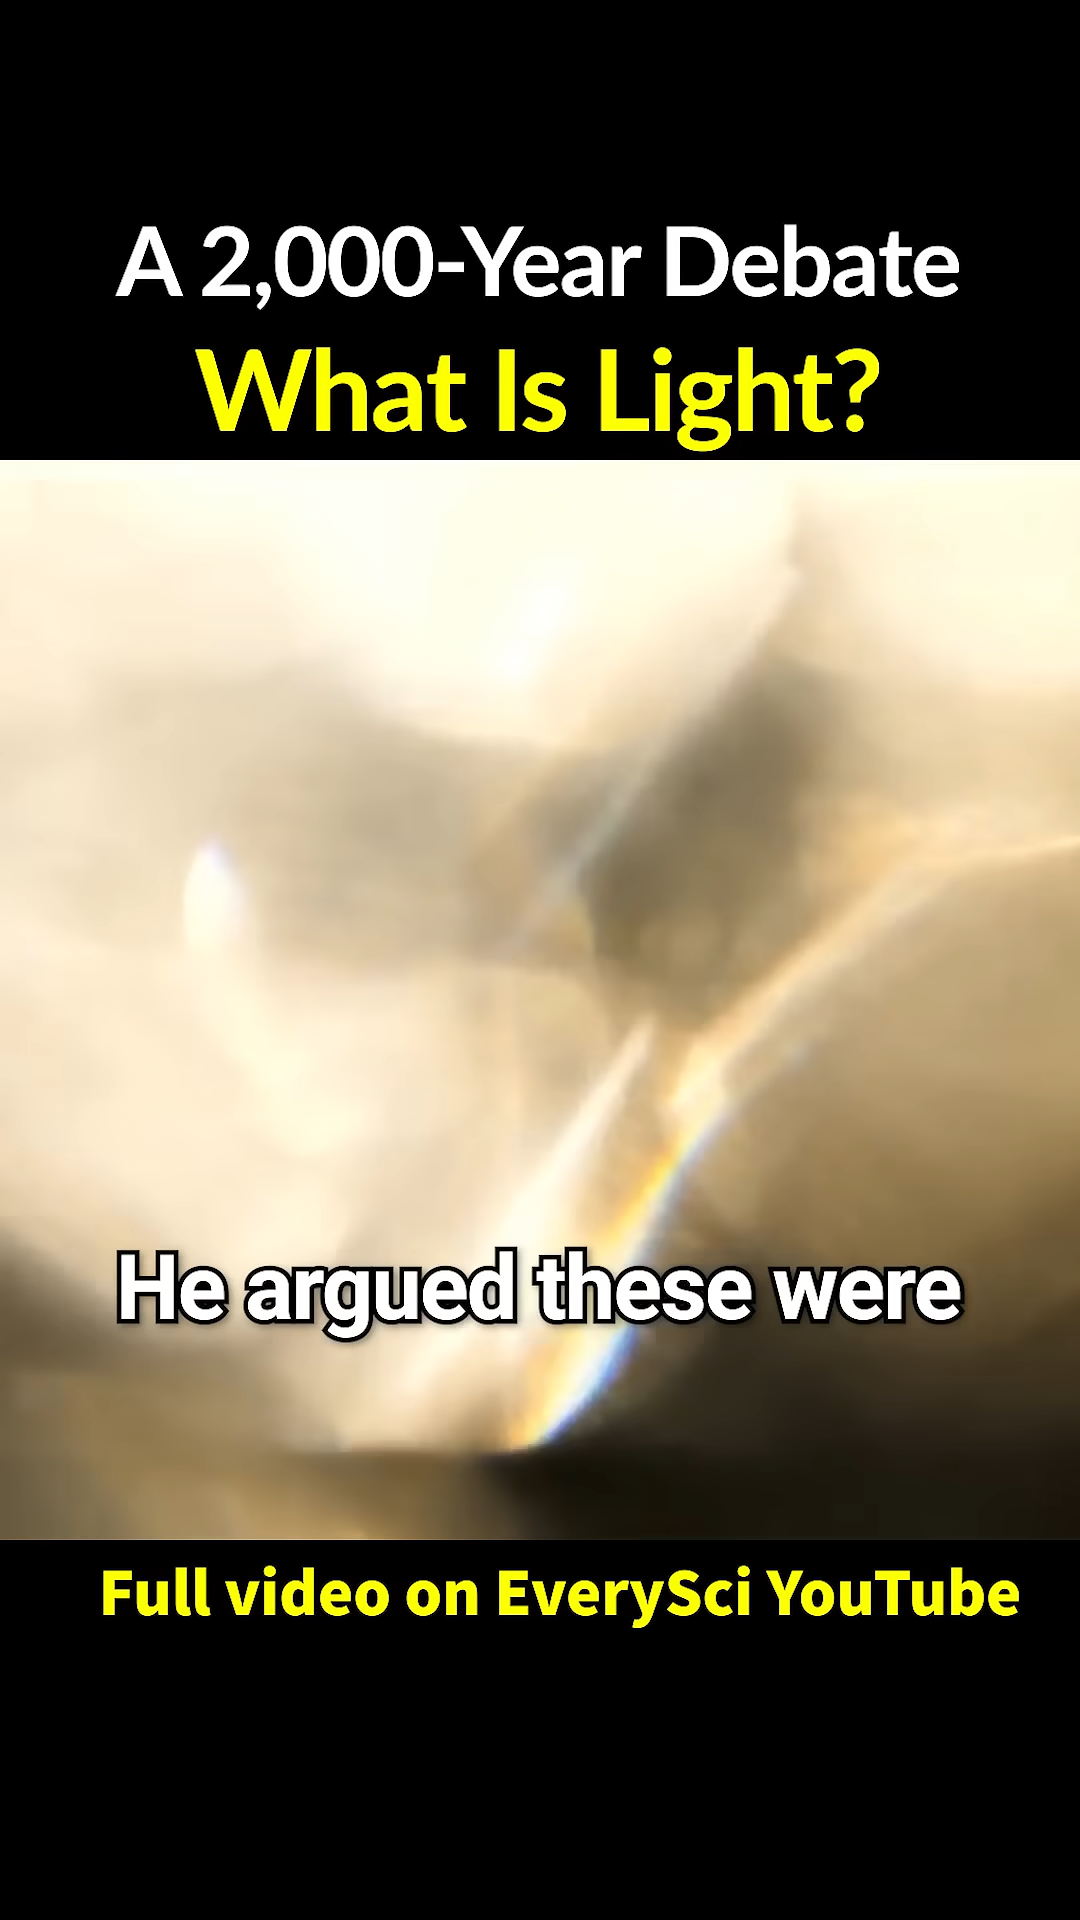 A 2,000-Year Debate
What Is Light?
He argued these were
Full video on EverySci YouTube